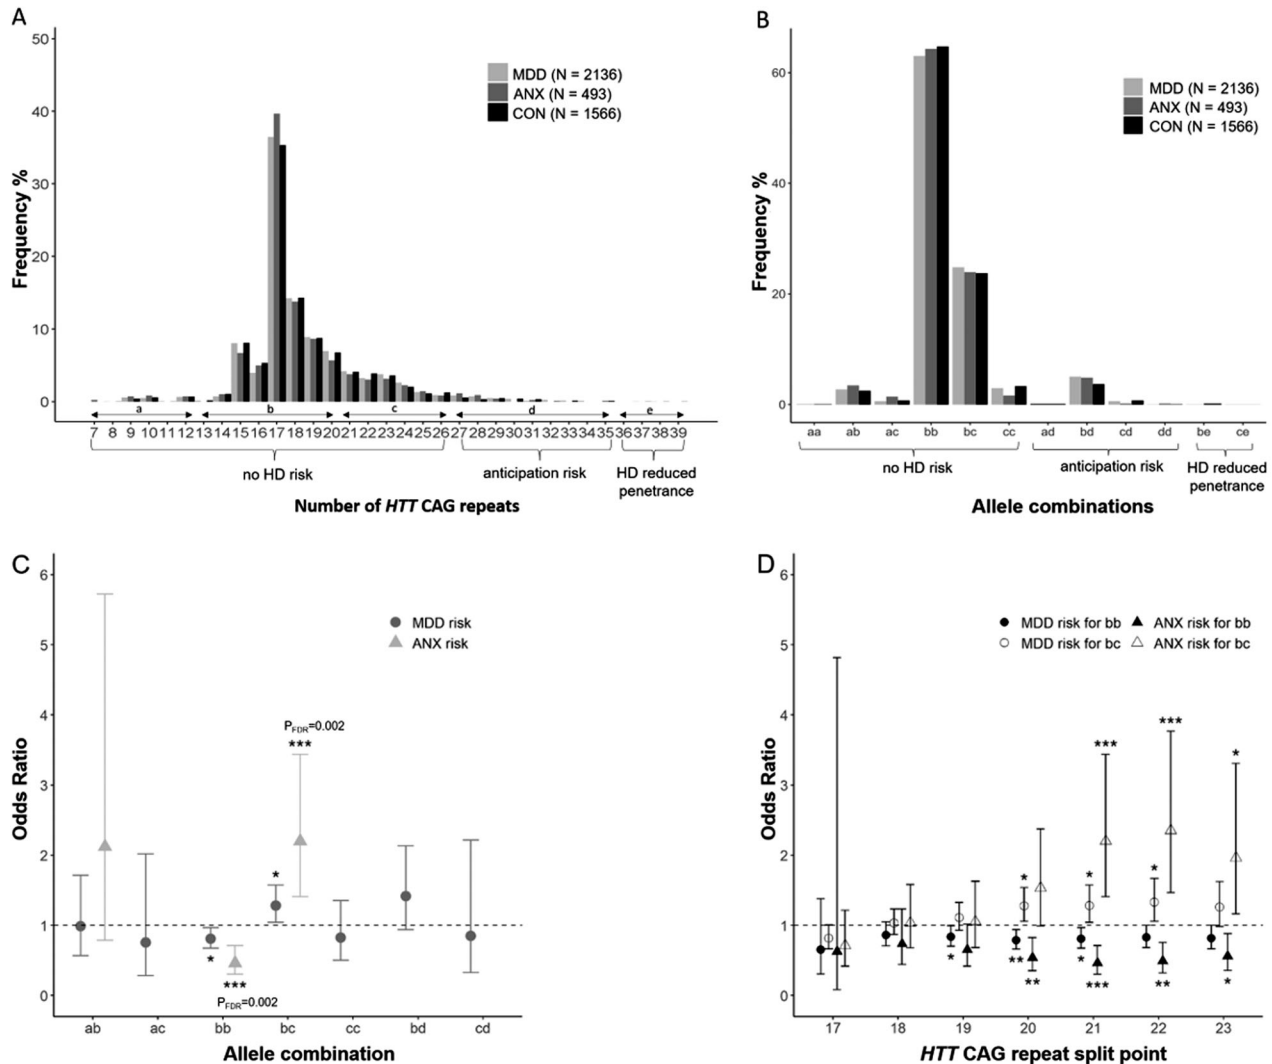 A
50
40
30
20
10
0
Frequency %
MDD (N = 2136)
ANX (N = 493)
CON (N = 1566)
a b c d e
7 8 9 10 11 12 13 14 15 16 17 18 19 20 21 22 23 24 25 26 27 28 29 30 31 32 33 34 35 36 37 38 39
no HD risk anticipation risk HD reduced
penetrance
Number of HTT CAG repeats
B
60
40
20
0
Frequency %
MDD (N = 2136)
ANX (N = 493)
CON (N = 1566)
aa ab ac bb bc cc ad bd cd dd be ce
no HD risk anticipation risk HD reduced
penetrance
Allele combinations
C
6
5
4
3
2
1
0
Odds Ratio
MDD risk
ANX risk
PFDR=0.002
***
*
*
***
PFDR=0.002
ab ac bb bc cc bd cd
Allele combination
D
6
5
4
3
2
1
0
Odds Ratio
MDD risk for bb ANX risk for bb
MDD risk for bc ANX risk for bc
*** *** *
* * *
* ** *
** *** ** *
17 18 19 20 21 22 23
HTT CAG repeat split point